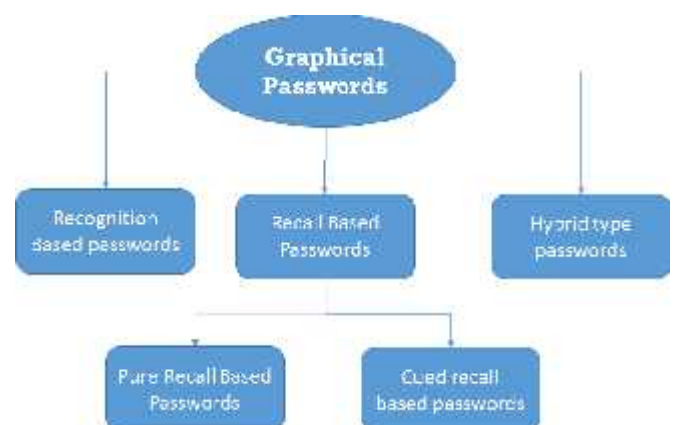 Graphical
Passwords
Recognition
Based passwords
Recall Based
Passwords
Hybrid type
passwords
Pure Recall Based
Passwords
Cued recall
based passwords